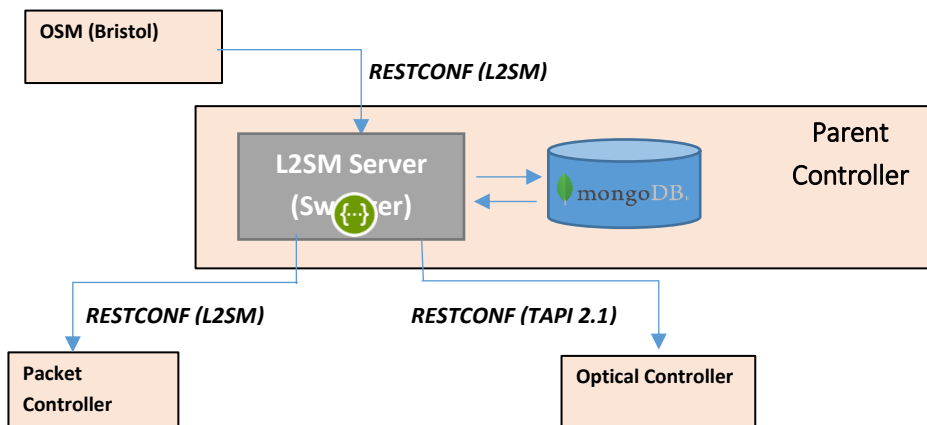 OSM (Bristol)
RESTCONF (L2SM)
Parent
Controller
L2SM Server
{...}
mongoDB
RESTCONF (L2SM)
RESTCONF (TAPI 2.1)
Packet
Controller
Optical Controller